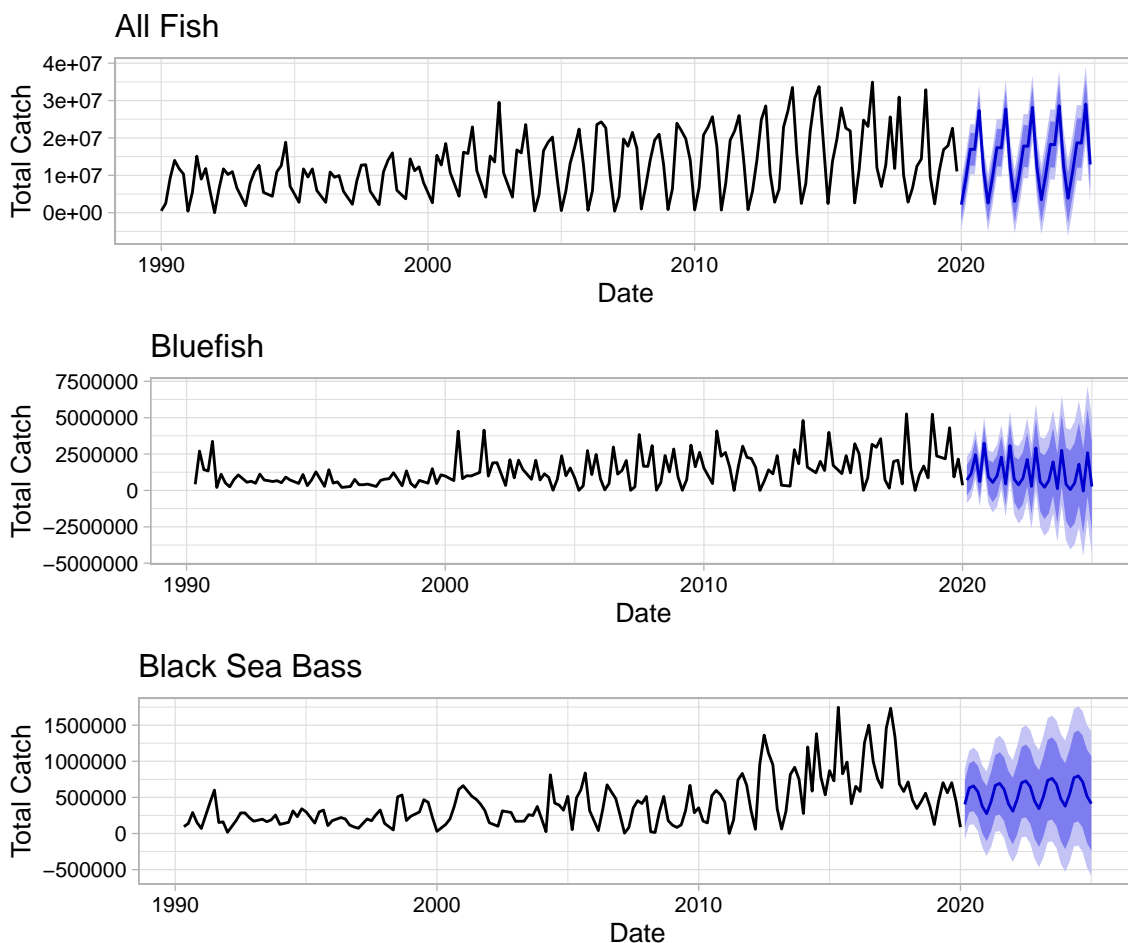 All Fish
4e+07
3e+07
2e+07
1e+07
0e+00
Total Catch
1990 2000 2010 2020
Date
Bluefish
7500000
5000000
2500000
0
−2500000
−5000000
Total Catch
1990 2000 2010 2020
Date
Black Sea Bass
1500000
1000000
500000
0
−500000
Total Catch
1990 2000 2010 2020
Date